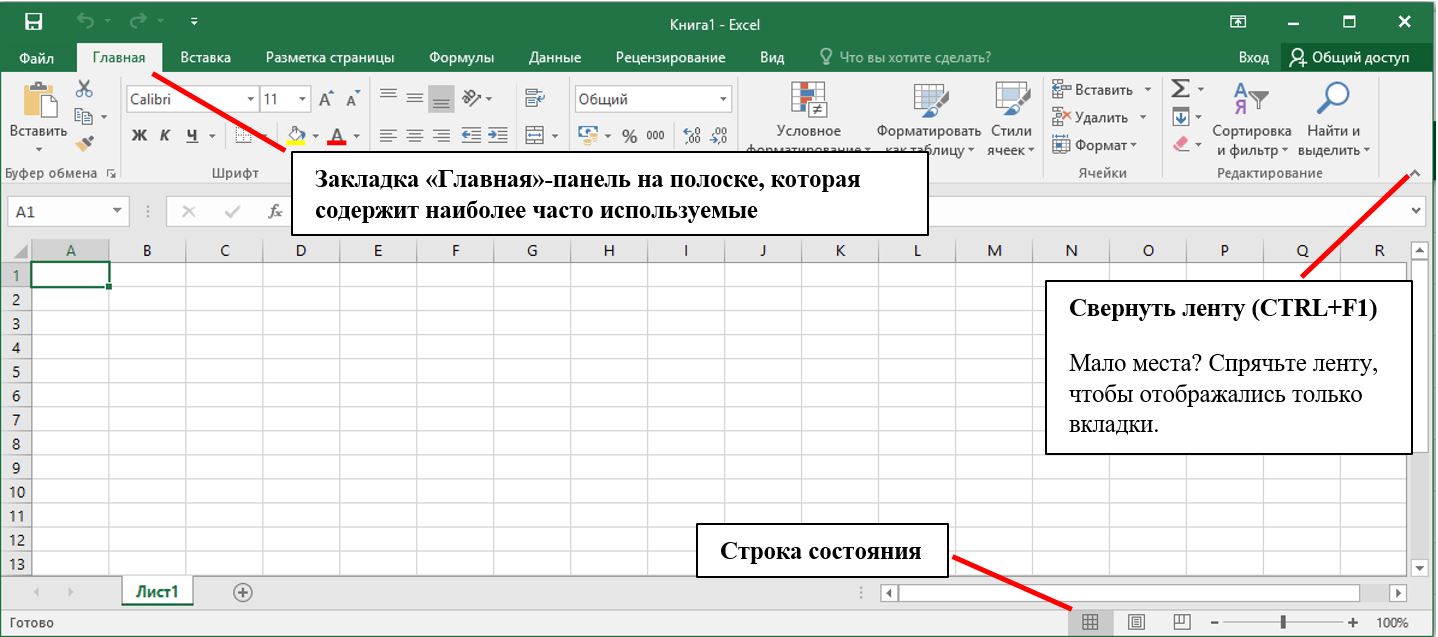 Книга1 - Excel
Файл Главная Вставка Разметка страницы Формулы Данные Рецензирование Вид Что вы хотите сделать? Вход Общий доступ
Calibri 11 Общий
Вставить Ж К Ч А % 000
Условное форматирование
Форматировать как таблицу
Стили ячеек
Вставить
Удалить
Формат
Σ
Сортировка и фильтр
Найти и выделить
Буфер обмена Шрифт Ячейки Редактирование
Закладка «Главная»-панель на полоске, которая
содержит наиболее часто используемые
A1 fx
A B C D E F G H I J K L M N O P Q R
1
2
3
4
5
6
7
8
9
10
11
12
13
Свернуть ленту (CTRL+F1)
Мало места? Спрячьте ленту,
чтобы отображались только
вкладки.
Строка состояния
Лист1
Готово 100%